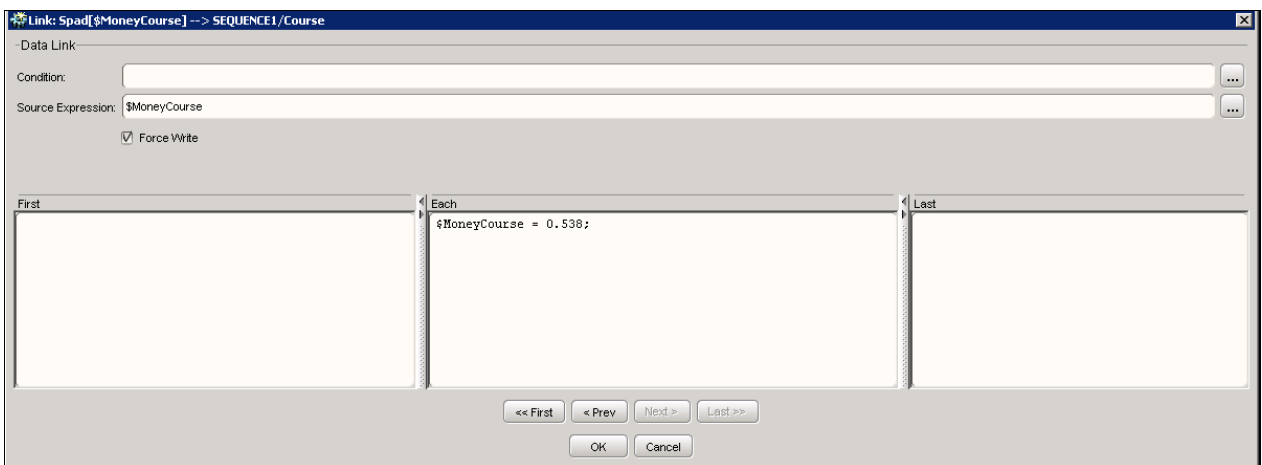 Link: Spad[$MoneyCourse] --> SEQUENCE1/Course
Data Link
Condition:
...
Source Expression: $MoneyCourse
...
Force Write
First
Each
Last
$MoneyCourse = 0.538;
<< First < Prev Next > Last >>
OK Cancel